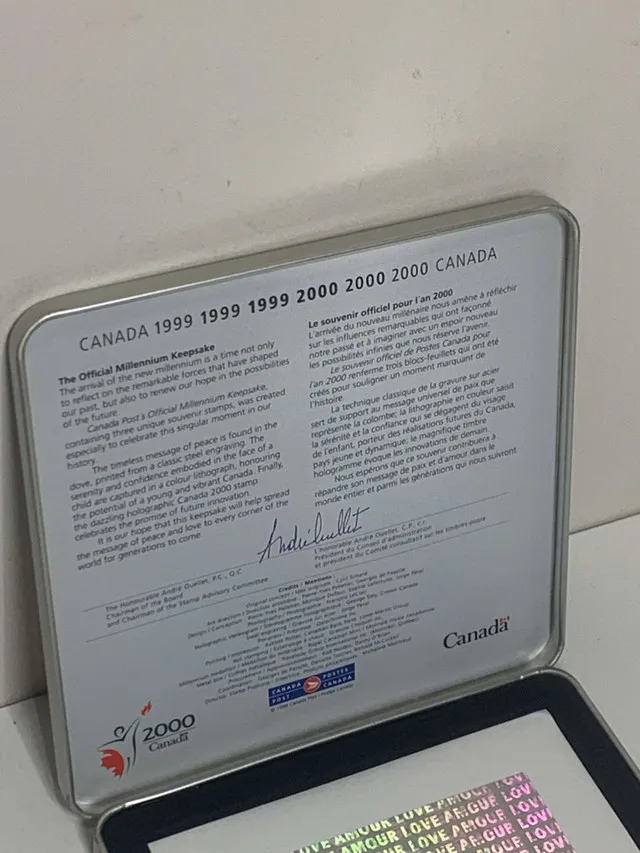 CANADA 1999 1999 1999 2000 2000 2000 CANADA
The Official Millennium Keepsake
The arrival of the new millennium is a time not only
to reflect on the remarkable forces that have shaped
our past, but also to renew our hope in the possibilities
of the future.
Canada Post's Official Millennium Keepsake,
containing three unique souvenir stamps, was created
especially to celebrate this singular moment in our
history.
The timeless message of peace is found in the
dove, printed from a classic steel engraving. The
serenity and confidence embodied in the face of a
child are captured in a colour lithograph, honouring
the potential of a young and vibrant Canada. Finally,
the dazzling holographic Canada 2000 stamp
celebrates the promise of future innovation.
It is our hope that this keepsake will help spread
the message of peace and love to every corner of the
world for generations to come.
The Honourable André Ouellet, P.C., Q.C.
Chairman of the Board
and Chairman of the Stamp Advisory Committee
Le souvenir officiel pour l'an 2000
L'arrivée du nouveau millénaire nous amène à réfléchir
sur les influences remarquables qui ont façonné
notre passé et à imaginer avec un espoir nouveau
les possibilités infinies que nous réserve l'avenir.
Le souvenir officiel de Postes Canada pour
l'an 2000 renferme trois blocs-feuillets qui ont été
créés pour souligner un moment marquant de
l'histoire.
La technique classique de la gravure sur acier
sert de support au message universel de paix que
représente la colombe; la lithographie en couleur saisit
la sérénité et la confiance qui se dégagent du visage
de l'enfant, porteur des réalisations futures du Canada,
pays jeune et dynamique; le magnifique timbre
hologramme évoque les innovations de demain.
Nous espérons que ce souvenir contribuera à
répandre son message de paix et d'amour dans le
monde entier et parmi les générations qui nous suivront.
André Ouellet
L'honorable André Ouellet, C.P., c.r.
Président du Conseil d'administration
et président du Comité consultatif sur les timbres-poste
Credits / Mentions
CANADA POST
POSTES CANADA
© 1999 Canada Post / Postes Canada
2000
Canada
Canada
LOVE AMOUR LOVE AMOUR LOVE
AMOUR LOVE AMOUR LOV
LOVE AMOUR LOV